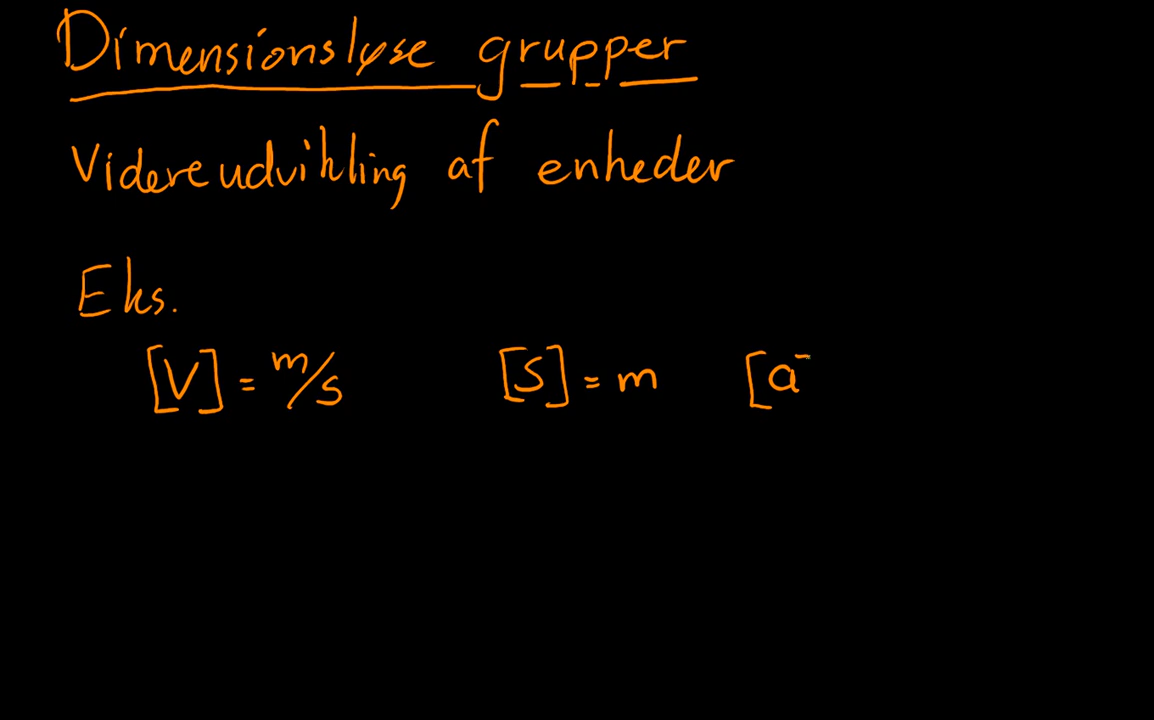 Dimensionsløse grupper
Videreudvikling af enheder
Eks.
[V] = m/s [S] = m [a